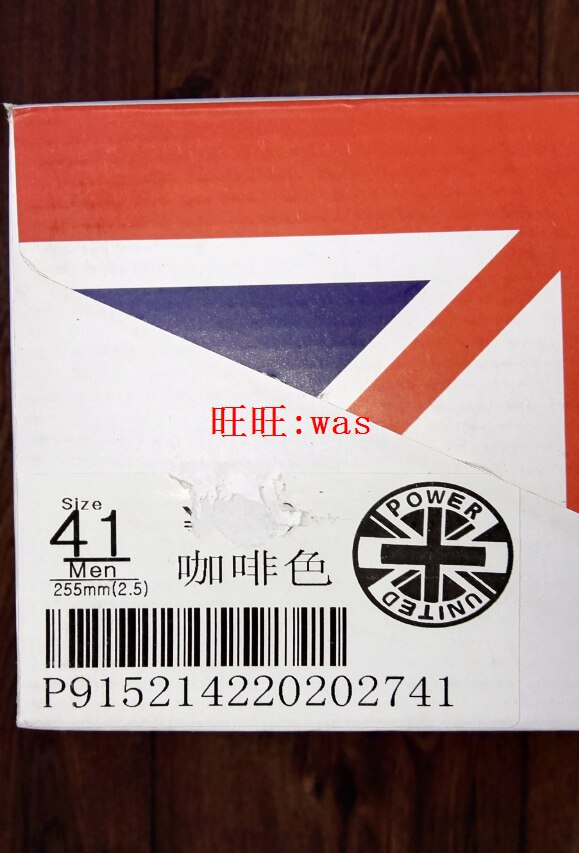 旺旺:was
Size
41
Men
255mm(2.5)
咖啡色
POWER
UNITED
P915214220202741